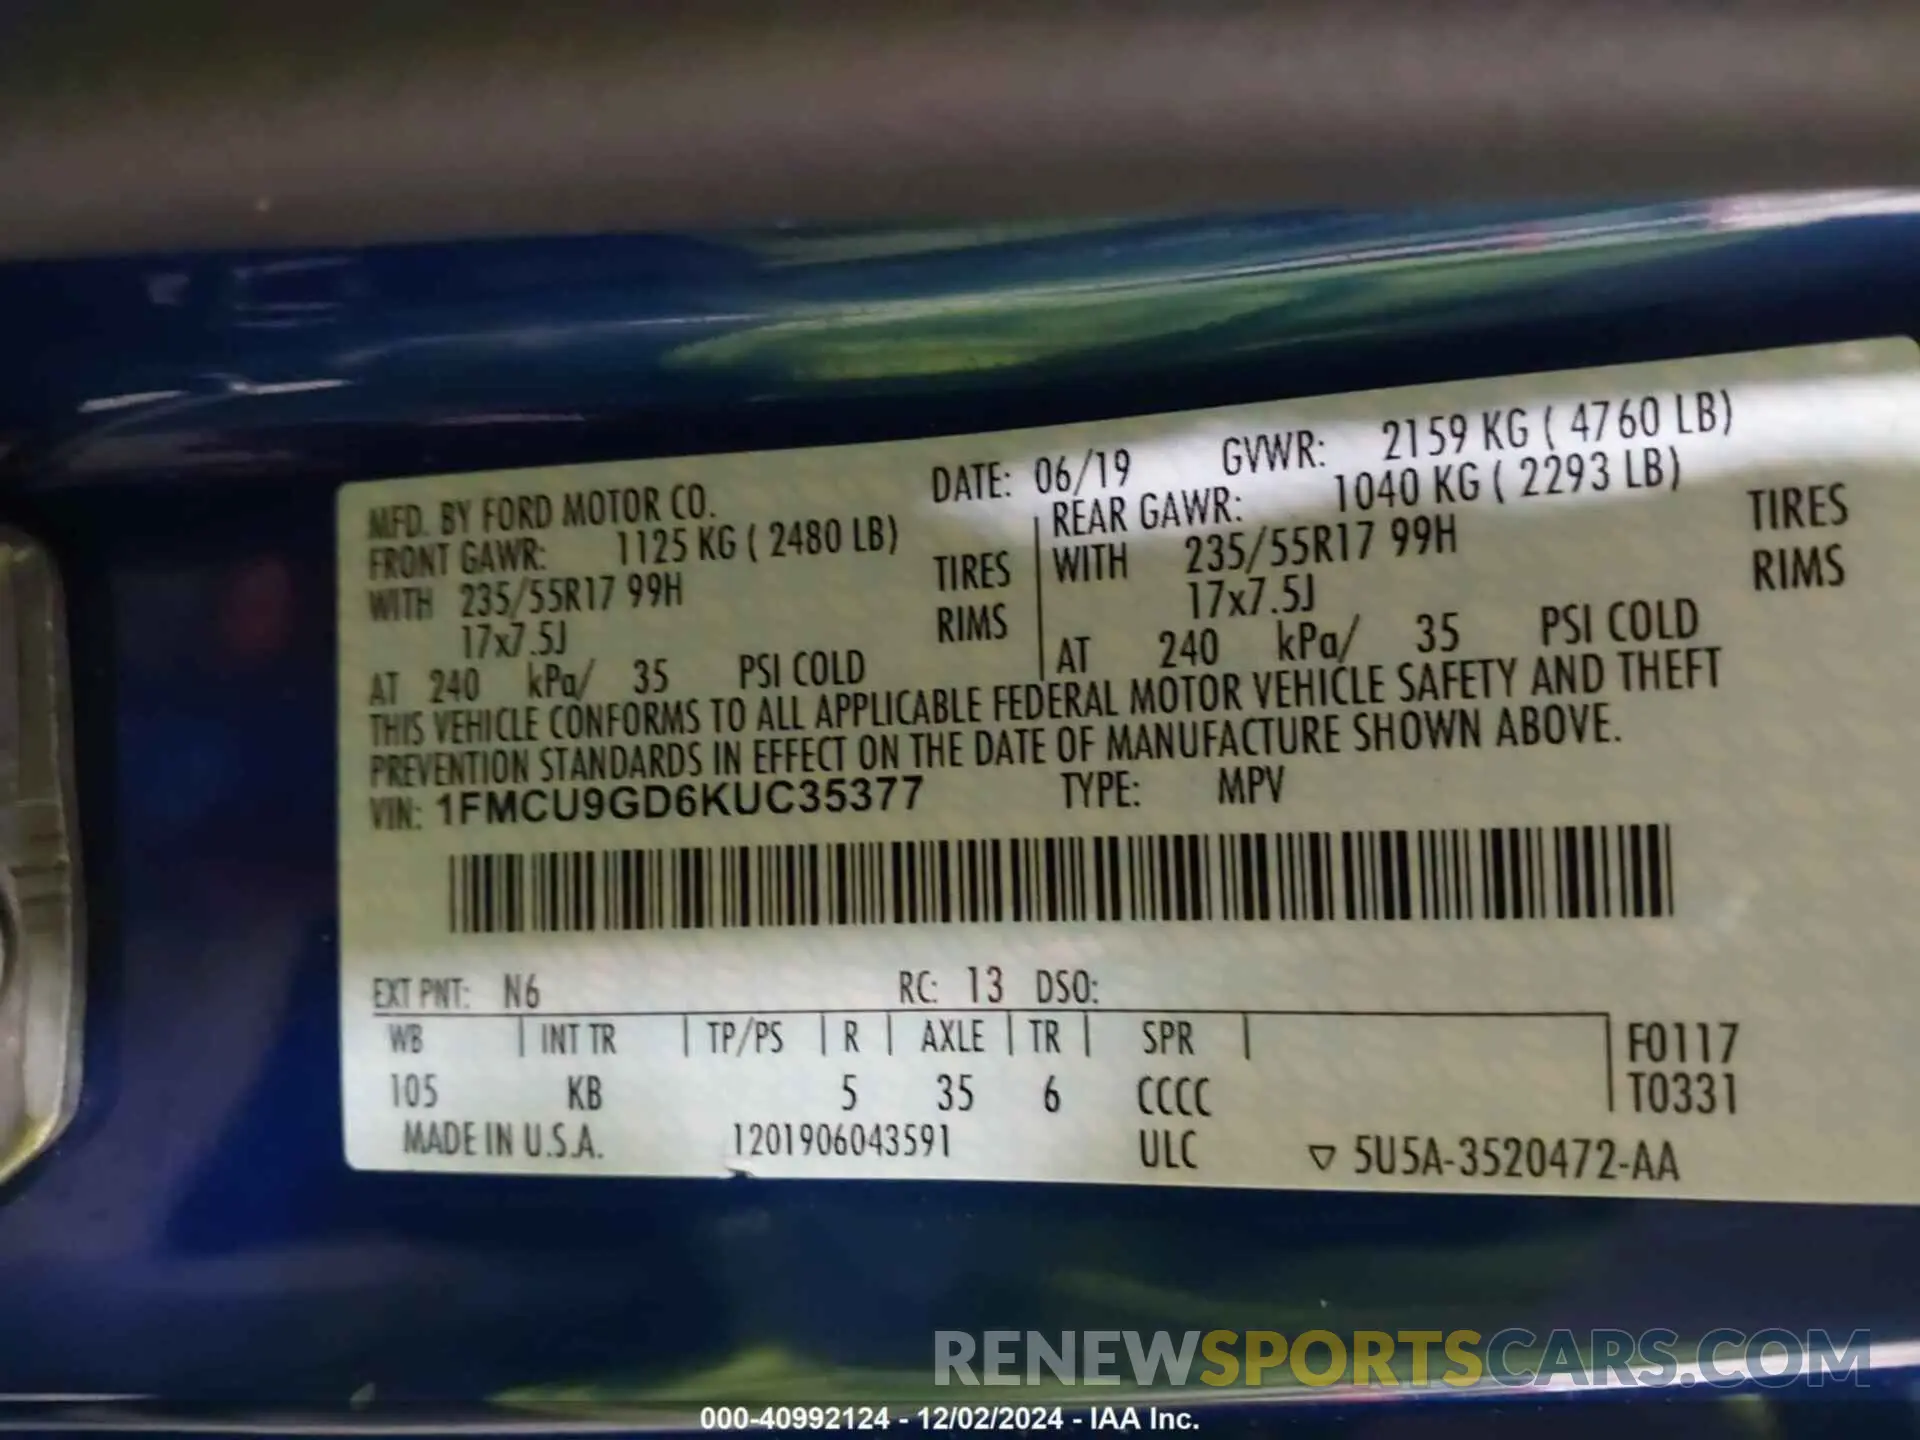 MFD. BY FORD MOTOR CO. DATE: 06/19 GVWR: 2159 KG ( 4760 LB)
FRONT GAWR: 1125 KG ( 2480 LB) REAR GAWR: 1040 KG ( 2293 LB)
WITH 235/55R17 99H TIRES WITH 235/55R17 99H TIRES
17x7.5J RIMS 17x7.5J RIMS
AT 240 kPa/ 35 PSI COLD AT 240 kPa/ 35 PSI COLD
THIS VEHICLE CONFORMS TO ALL APPLICABLE FEDERAL MOTOR VEHICLE SAFETY AND THEFT
PREVENTION STANDARDS IN EFFECT ON THE DATE OF MANUFACTURE SHOWN ABOVE.
VIN: 1FMCU9GD6KUC35377 TYPE: MPV
EXT PNT: N6 RC: 13 DSO:
WB INT TR TP/PS R AXLE TR SPR F0117
105 KB 5 35 6 CCCC T0331
MADE IN U.S.A. 1201906043591 ULC ▽ 5U5A-3520472-AA
RENEWSPORTSCARS.COM
000-40992124 - 12/02/2024 - IAA Inc.